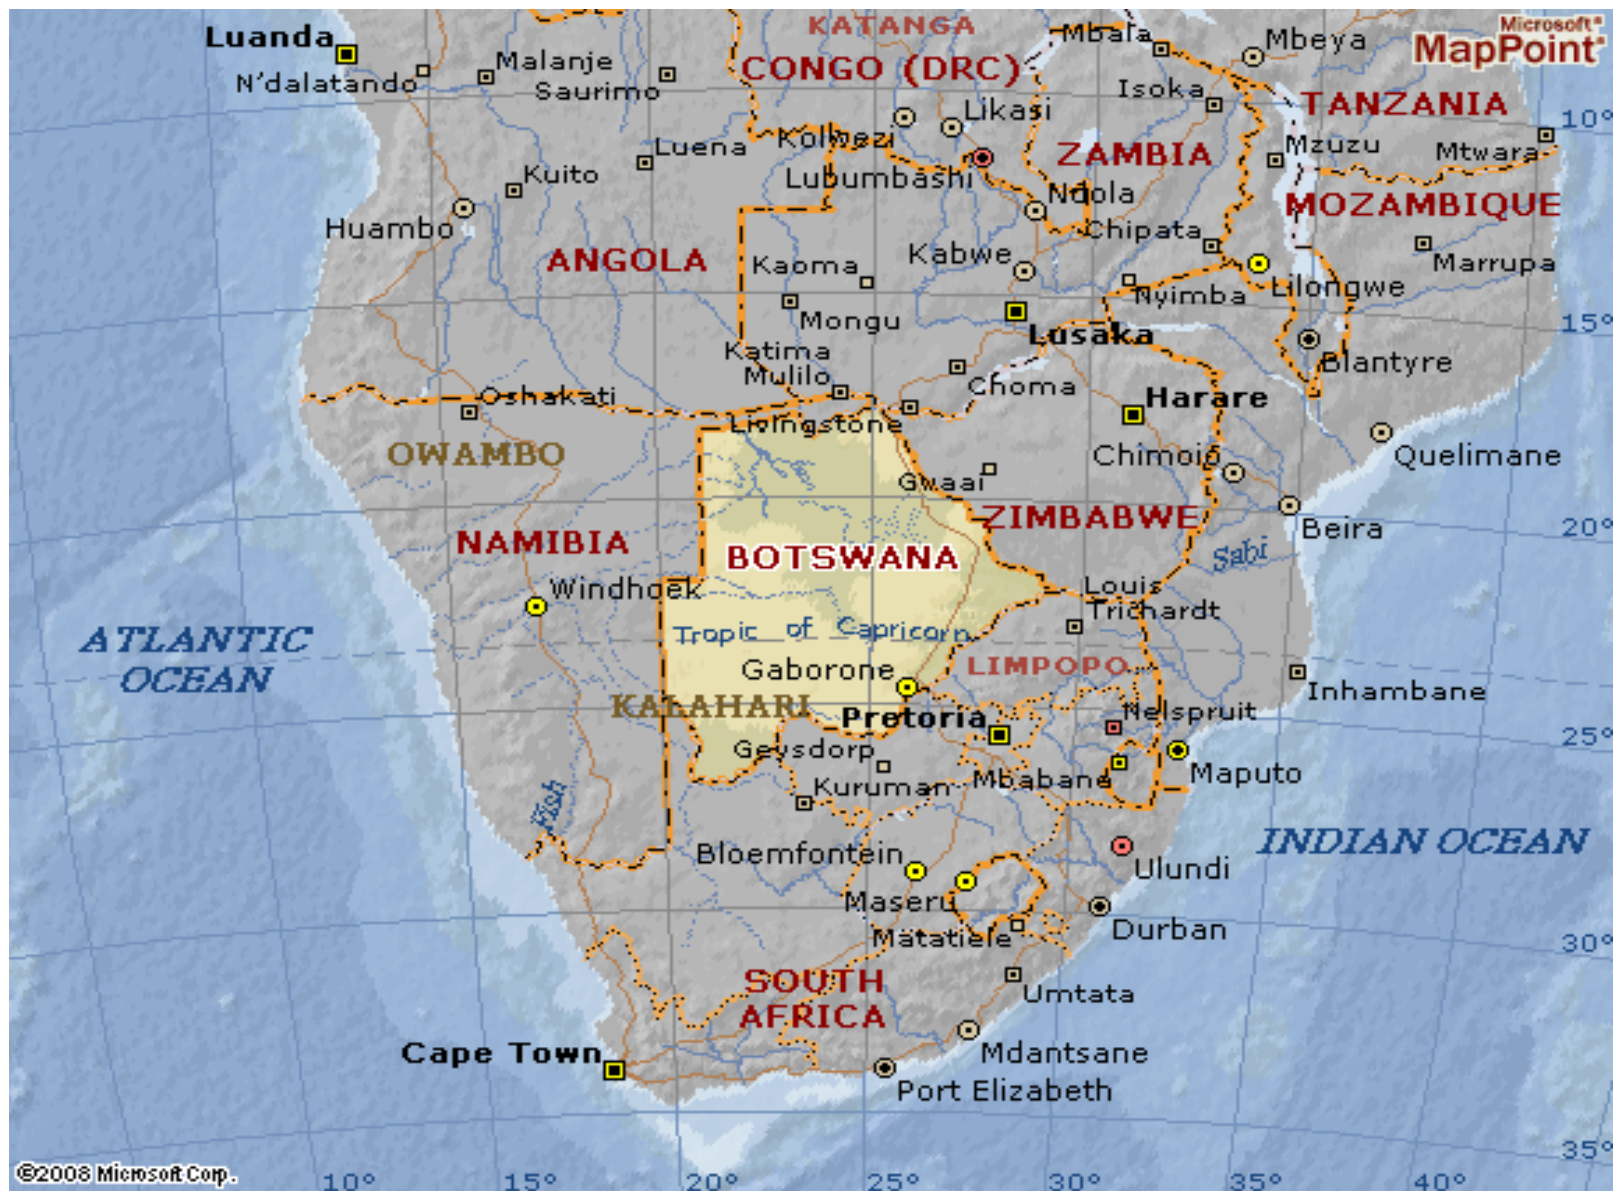 KATANGA
Microsoft®
MapPoint®
Luanda
Mbala
Mbeya
Malanje
CONGO (DRC)
N'dalatando
Saurimo
Isoka
TANZANIA
Likasi
10°
Kolwezi
Luena
ZAMBIA
Mzuzu
Mtwara
Kuito
Lubumbashi
Ndola
MOZAMBIQUE
Huambo
Chipata
ANGOLA
Kaoma
Kabwe
Marrupa
Nyimba
Lilongwe
Mongu
15°
Lusaka
Katima
Mulilo
Blantyre
Choma
Oshakati
Harare
Livingstone
OWAMBO
Chimoio
Quelimane
Gwaai
ZIMBABWE
20°
Beira
NAMIBIA
BOTSWANA
Sabi
Windhoek
Louis
Trichardt
ATLANTIC
OCEAN
Tropic of Capricorn
Gaborone
LIMPOPO
Inhambane
KALAHARI
Pretoria
Nelspruit
25°
Geysdorp
Mbabane
Maputo
Kuruman
Fish
INDIAN OCEAN
Bloemfontein
Ulundi
Maseru
Durban
Matatiele
30°
SOUTH
AFRICA
Umtata
Cape Town
Mdantsane
Port Elizabeth
35°
©2008 Microsoft Corp.
10°
15°
20°
25°
30°
35°
40°